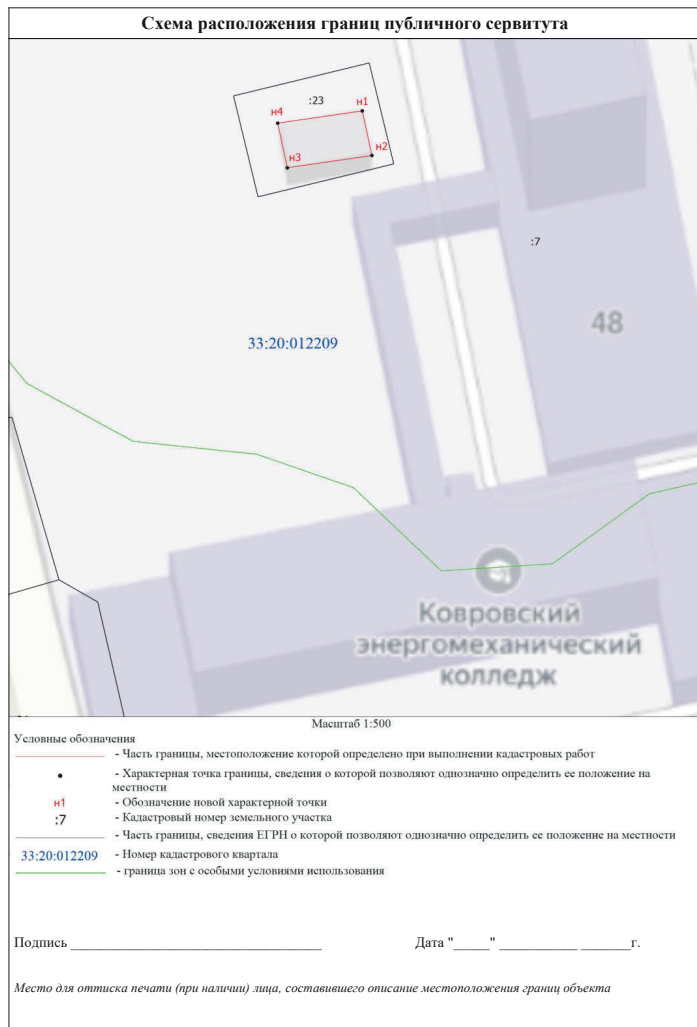 Схема расположения границ публичного сервитута
:23
н1
н4
н2
н3
:7
48
33:20:012209
Ковровский
энергомеханический
колледж
Масштаб 1:500
Условные обозначения
- Часть границы, местоположение которой определено при выполнении кадастровых работ
- Характерная точка границы, сведения о которой позволяют однозначно определить ее положение на
местности
н1 - Обозначение новой характерной точки
:7 - Кадастровый номер земельного участка
- Часть границы, сведения ЕГРН о которой позволяют однозначно определить ее положение на местности
33:20:012209 - Номер кадастрового квартала
- граница зон с особыми условиями использования
Подпись ____________________ Дата "_____" ___________ _______г.
Место для оттиска печати (при наличии) лица, составившего описание местоположения границ объекта